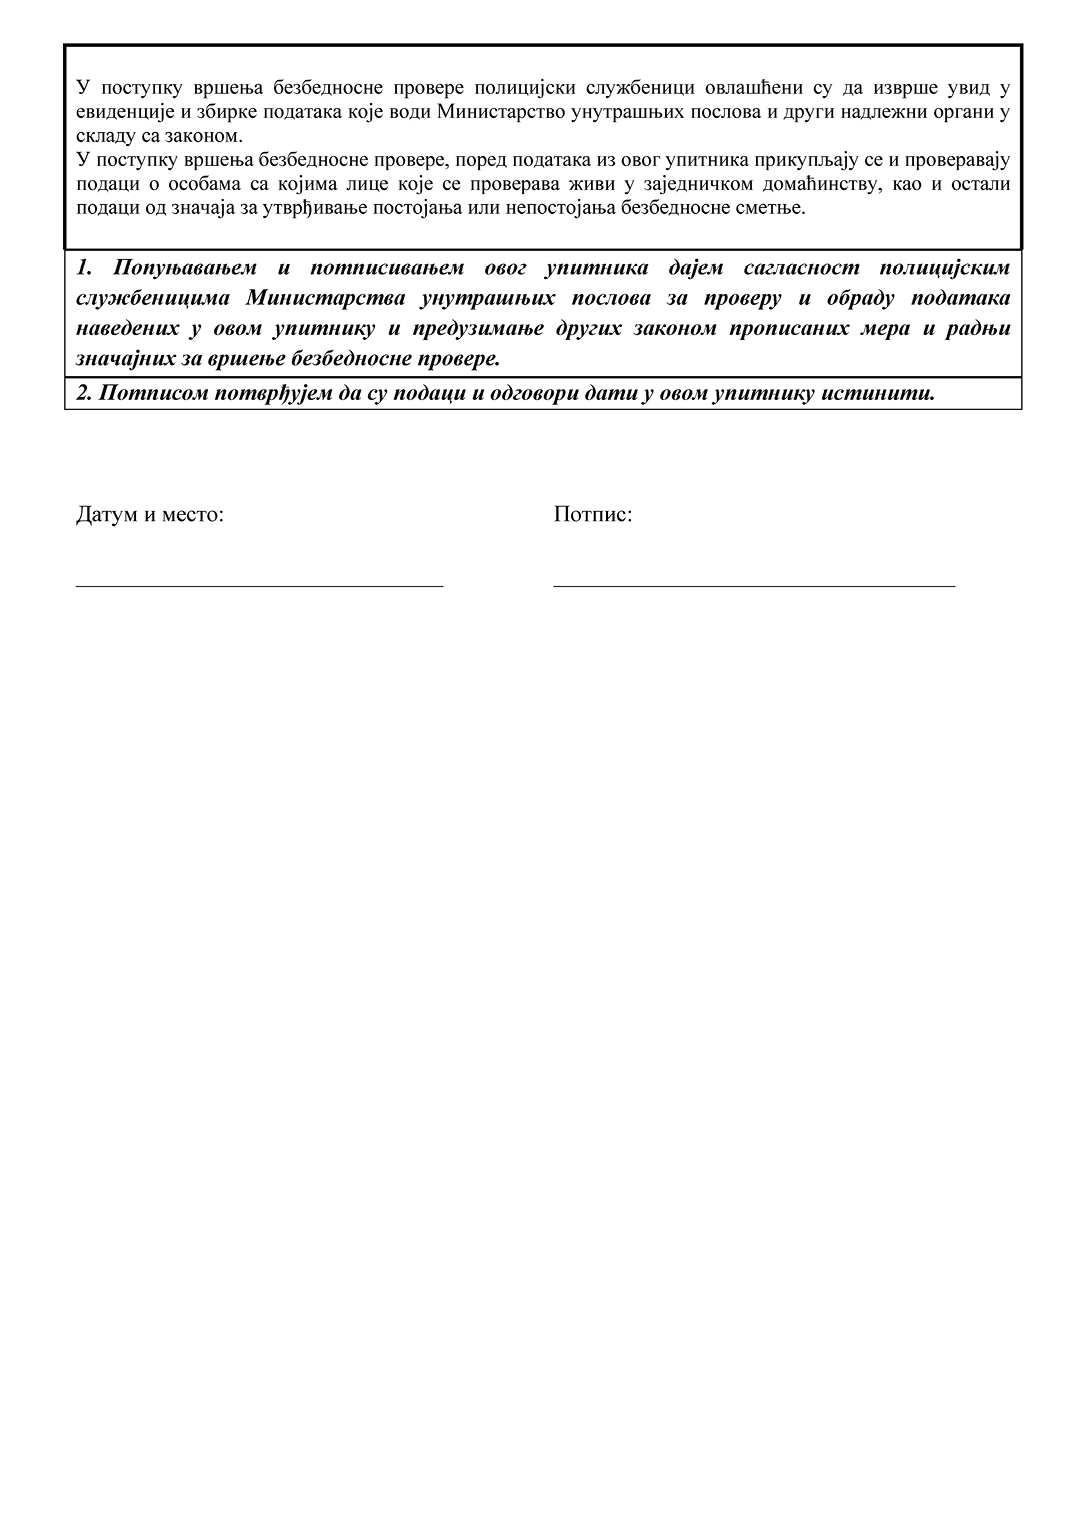 У поступку вршења безбедносне провере полицијски службеници овлашћени су да изврше увид у
евиденције и збирке података које води Министарство унутрашњих послова и други надлежни органи у
складу са законом.
У поступку вршења безбедносне провере, поред података из овог упитника прикупљају се и проверавају
подаци о особама са којима лице које се проверава живи у заједничком домаћинству, као и остали
подаци од значаја за утврђивање постојања или непостојања безбедносне сметње.
1. Попуњавањем и потписивањем овог упитника дајем сагласност полицијским
службеницима Министарства унутрашњих послова за проверу и обраду података
наведених у овом упитнику и предузимање других законом прописаних мера и радњи
значајних за вршење безбедносне провере.
2. Потписом потврђујем да су подаци и одговори дати у овом упитнику истинити.
Датум и место: Потпис: